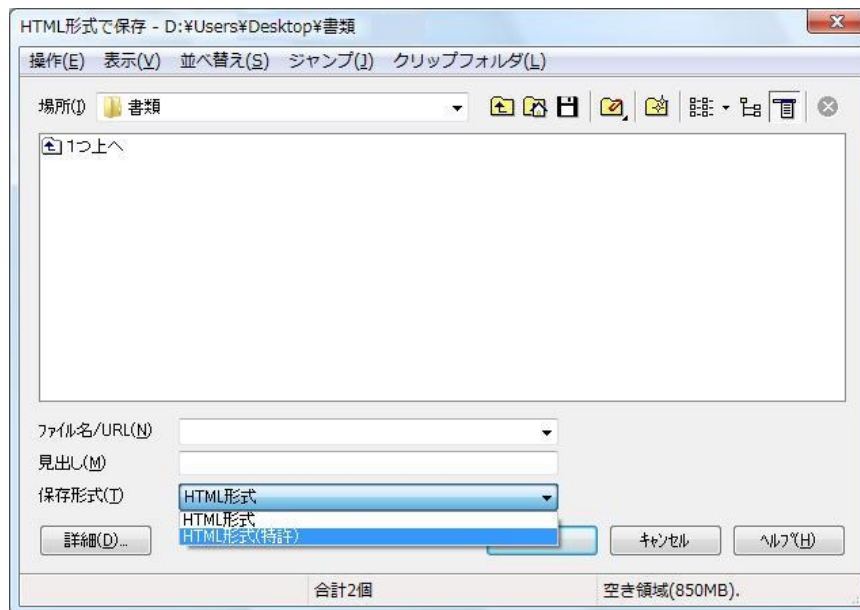 HTML形式で保存 - D:¥Users¥Desktop¥書類
操作(E) 表示(V) 並べ替え(S) ジャンプ(J) クリップフォルダ(L)
場所(I) 書類
1つ上へ
ファイル名/URL(N)
見出し(M)
保存形式(T) HTML形式
HTML形式
HTML形式(特許)
詳細(D)... キャンセル ヘルプ(H)
合計2個 空き領域(850MB).